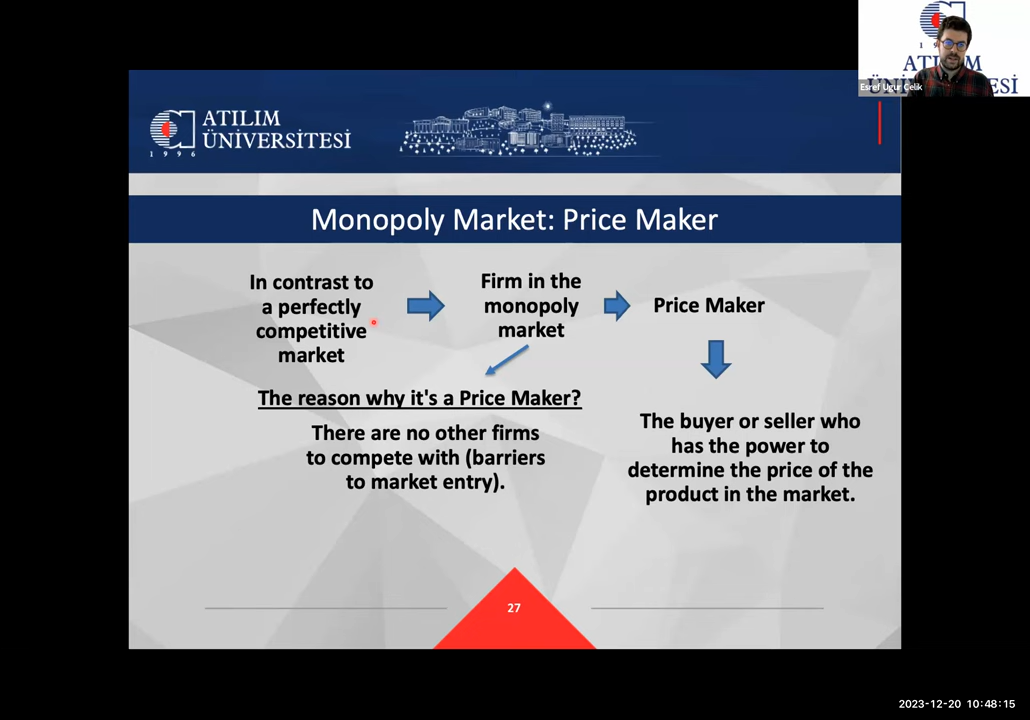 ATILIM
ÜNİVERSİTESİ
1 9 9 6
Monopoly Market: Price Maker
In contrast to
a perfectly
competitive
market
Firm in the
monopoly
market
Price Maker
The reason why it's a Price Maker?
There are no other firms
to compete with (barriers
to market entry).
The buyer or seller who
has the power to
determine the price of the
product in the market.
27
Esref Ugur Celik
2023-12-20 10:48:15